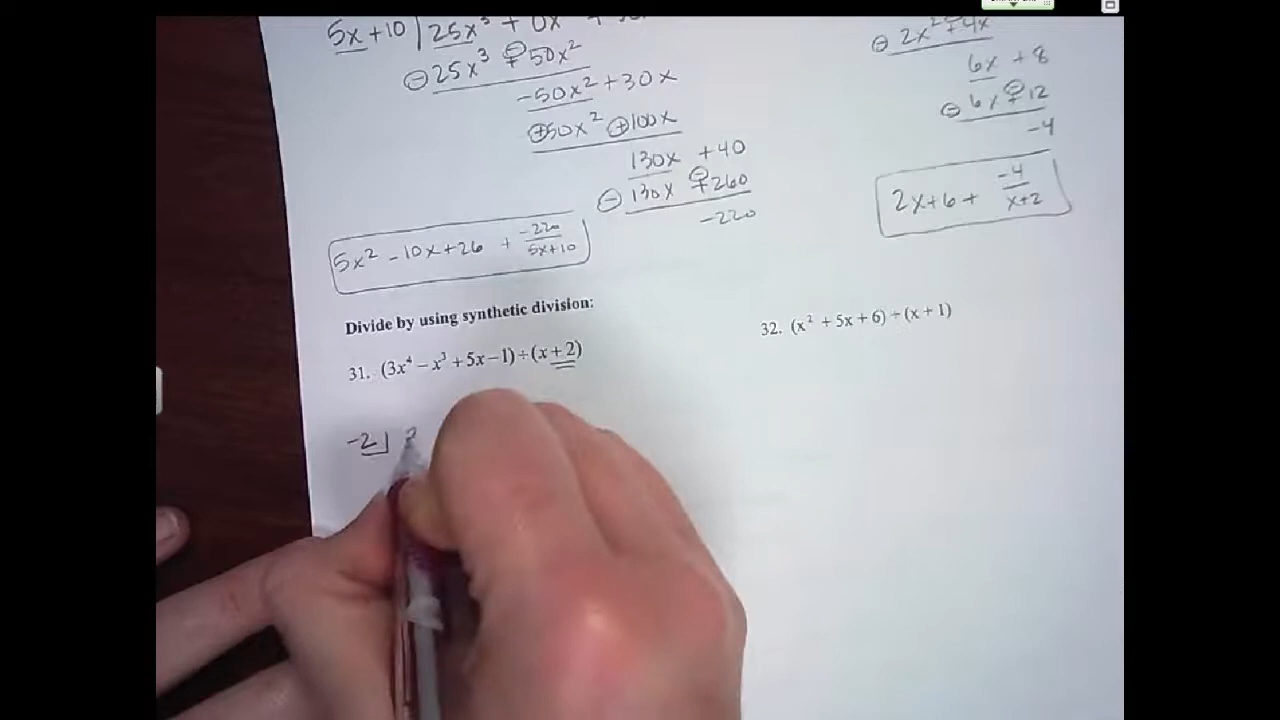 5x + 10 | 25x³ + 0x
⊖ 25x³ ⊖+ 50x²
-50x² + 30x
⊕50x² ⊕100x
130x + 40
⊖ 130x ⊖+ 260
-220
5x² - 10x + 26 + -220/5x+10
⊖ 2x² ⊖+ 4x
6x + 8
⊖ 6x ⊖+ 12
-4
2x + 6 + -4/x+2
Divide by using synthetic division:
31. (3x⁴ − x³ + 5x − 1) ÷ (x + 2)
-2|
32. (x² + 5x + 6) ÷ (x + 1)